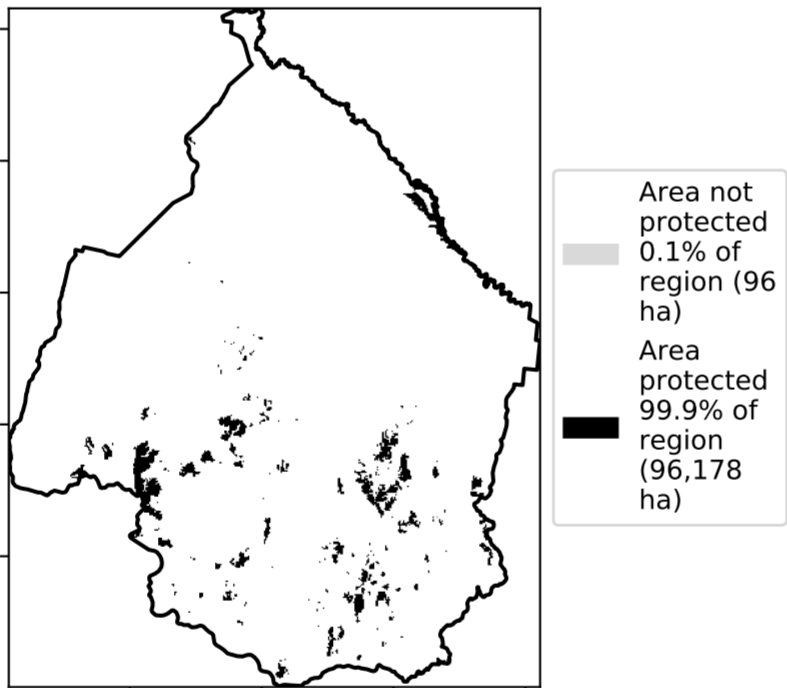 Area not
protected
0.1% of
region (96
ha)
Area
protected
99.9% of
region
(96,178
ha)